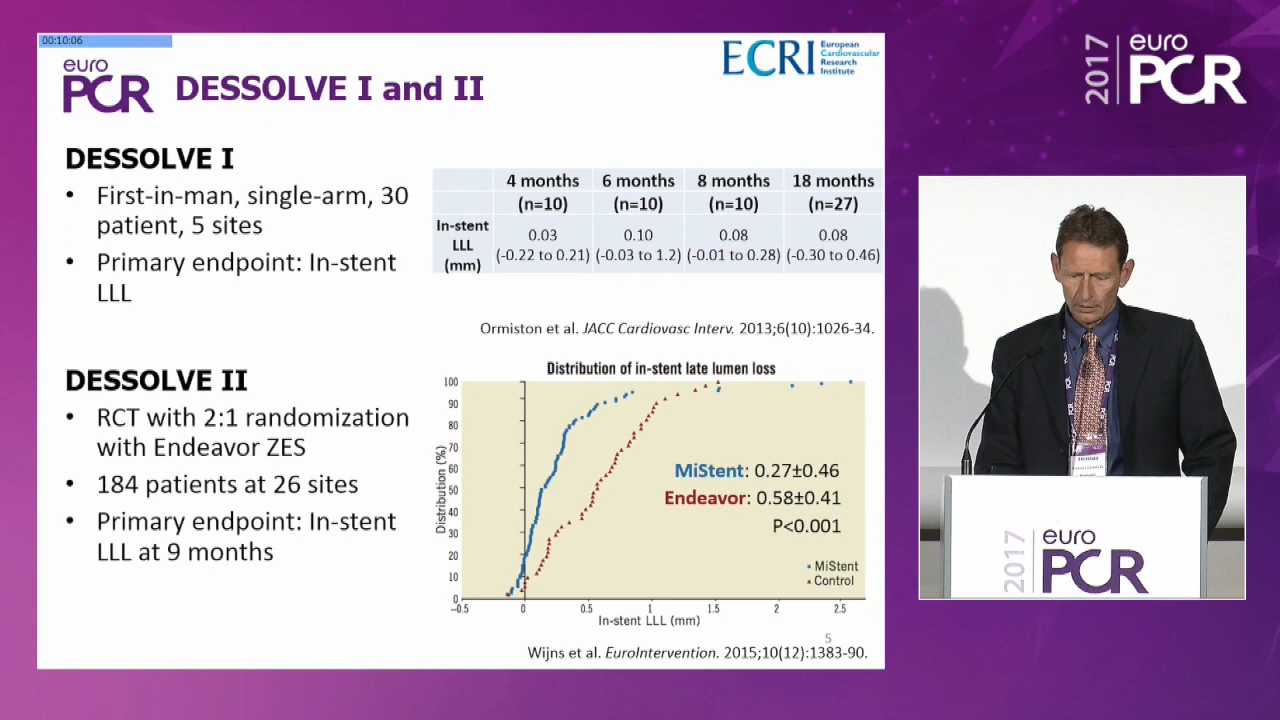 00:10:06
euro
PCR
DESSOLVE I and II
ECRI
European
Cardiovascular
Research
Institute
DESSOLVE I
• First-in-man, single-arm, 30
patient, 5 sites
• Primary endpoint: In-stent
LLL
4 months 6 months 8 months 18 months
(n=10) (n=10) (n=10) (n=27)
In-stent
LLL
(mm)
0.03 0.10 0.08 0.08
(-0.22 to 0.21) (-0.03 to 1.2) (-0.01 to 0.28) (-0.30 to 0.46)
Ormiston et al. JACC Cardiovasc Interv. 2013;6(10):1026-34.
DESSOLVE II
• RCT with 2:1 randomization
with Endeavor ZES
• 184 patients at 26 sites
• Primary endpoint: In-stent
LLL at 9 months
Distribution of in-stent late lumen loss
Distribution (%)
100
90
80
70
60
50
40
30
20
10
0
MiStent: 0.27±0.46
Endeavor: 0.58±0.41
P<0.001
MiStent
Control
−0.5 0 0.5 1 1.5 2 2.5
In-stent LLL (mm)
5
Wijns et al. EuroIntervention. 2015;10(12):1383-90.
2017
euro
PCR
PCR
2017
euro
PCR